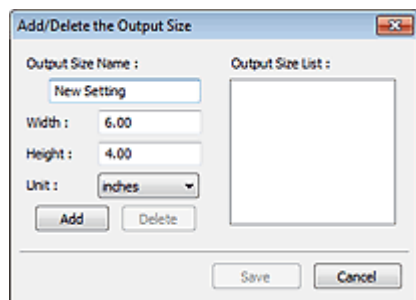 Add/Delete the Output Size
Output Size Name :
Output Size List :
New Setting
Width : 6.00
Height : 4.00
Unit : inches
Add Delete
Save Cancel